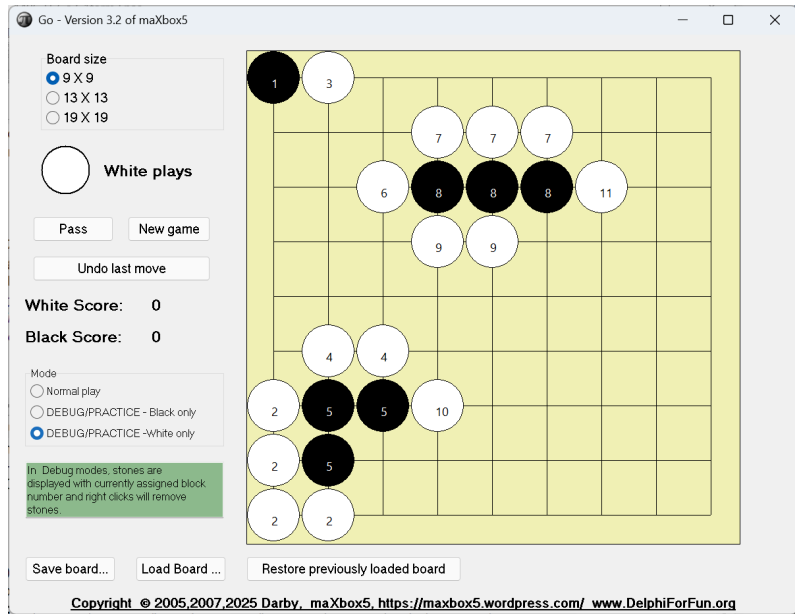 Go - Version 3.2 of maXbox5
Board size
9 X 9
13 X 13
19 X 19
White plays
Pass
New game
Undo last move
White Score: 0
Black Score: 0
Mode
Normal play
DEBUG/PRACTICE - Black only
DEBUG/PRACTICE -White only
In Debug modes, stones are
displayed with currently assigned block
number and right clicks will remove
stones.
1 3
7 7 7
6 8 8 8 11
9 9
4 4
2 5 5 10
2 5
2 2
Save board...
Load Board ...
Restore previously loaded board
Copyright © 2005,2007,2025 Darby, maXbox5, https://maxbox5.wordpress.com/ www.DelphiForFun.org